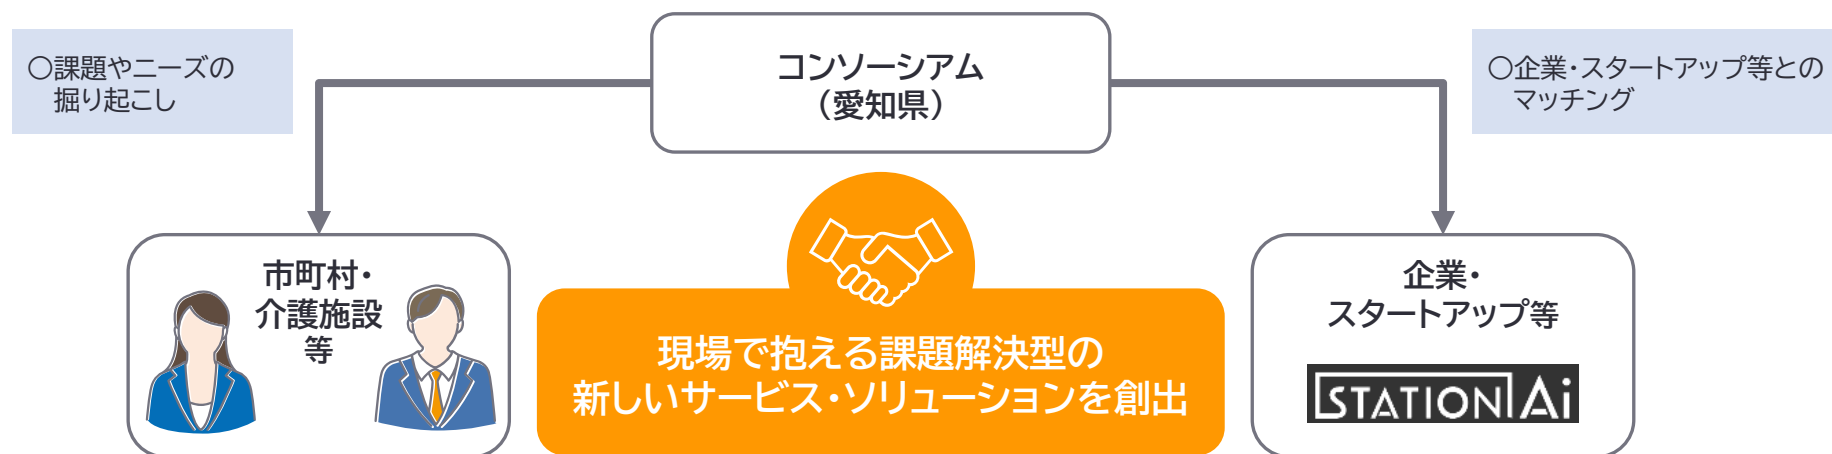 〇課題やニーズの
掘り起こし
コンソーシアム
（愛知県）
〇企業・スタートアップ等との
マッチング
市町村・
介護施設
等
現場で抱える課題解決型の
新しいサービス・ソリューションを創出
企業・
スタートアップ等
STATION Ai